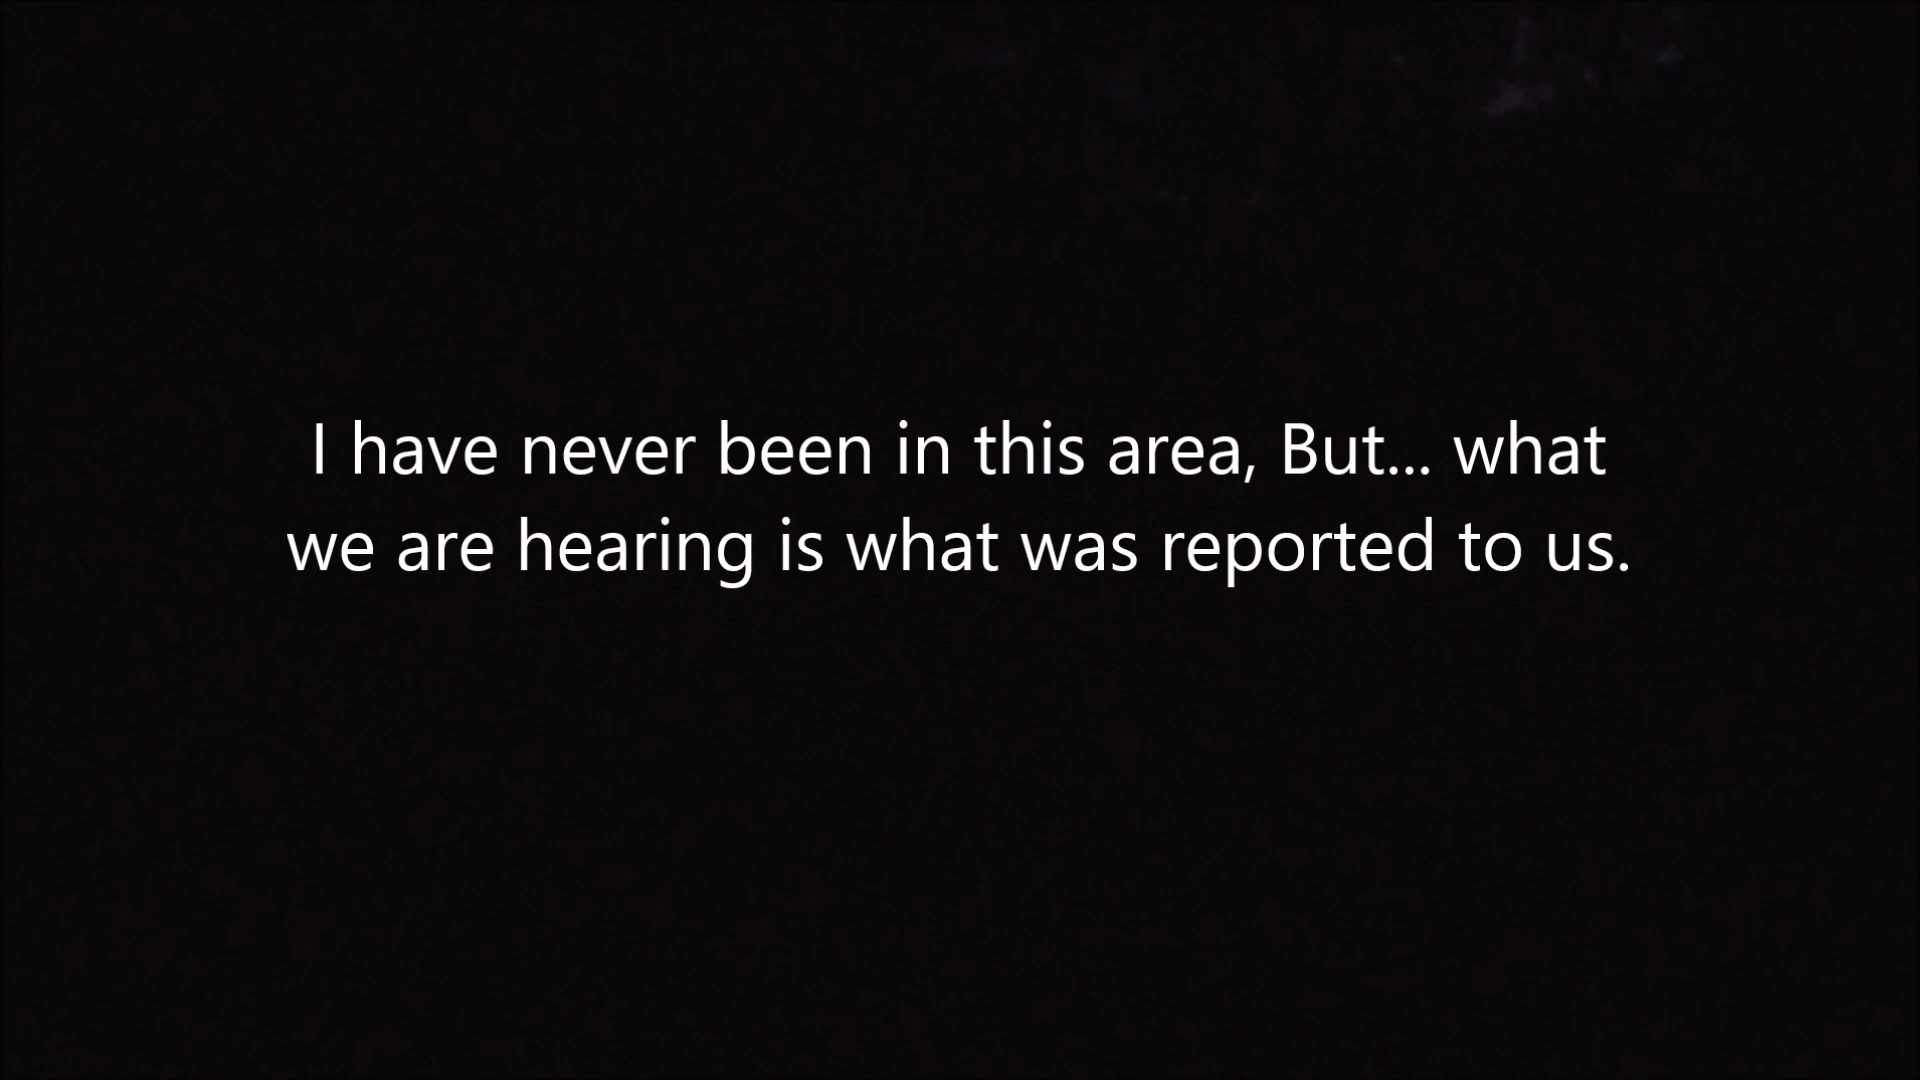 I have never been in this area, But... what
we are hearing is what was reported to us.